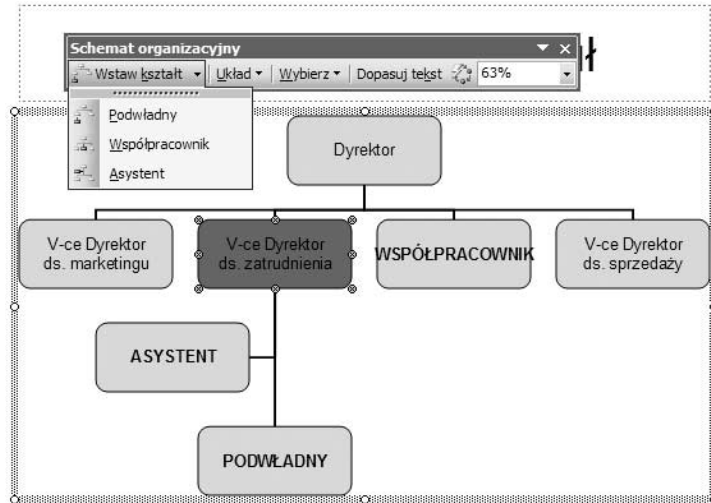 Schemat organizacyjny
Wstaw kształt Układ Wybierz Dopasuj tekst 63%
Podwładny
Współpracownik
Asystent
Dyrektor
V-ce Dyrektor
ds. marketingu
V-ce Dyrektor
ds. zatrudnienia
WSPÓŁPRACOWNIK
V-ce Dyrektor
ds. sprzedaży
ASYSTENT
PODWŁADNY